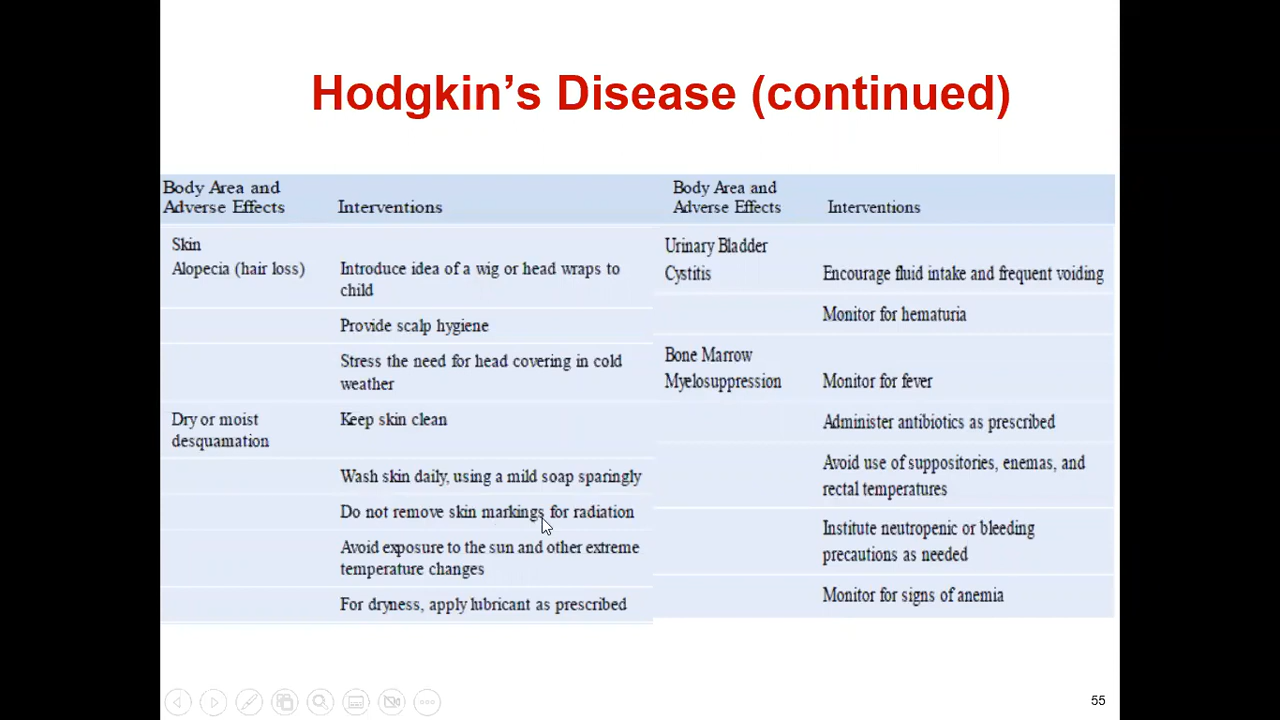 Hodgkin's Disease (continued)
Body Area and
Adverse Effects
Interventions
Skin
Alopecia (hair loss)
Introduce idea of a wig or head wraps to
child
Provide scalp hygiene
Stress the need for head covering in cold
weather
Dry or moist
desquamation
Keep skin clean
Wash skin daily, using a mild soap sparingly
Do not remove skin markings for radiation
Avoid exposure to the sun and other extreme
temperature changes
For dryness, apply lubricant as prescribed
Body Area and
Adverse Effects
Interventions
Urinary Bladder
Cystitis
Encourage fluid intake and frequent voiding
Monitor for hematuria
Bone Marrow
Myelosuppression
Monitor for fever
Administer antibiotics as prescribed
Avoid use of suppositories, enemas, and
rectal temperatures
Institute neutropenic or bleeding
precautions as needed
Monitor for signs of anemia
55